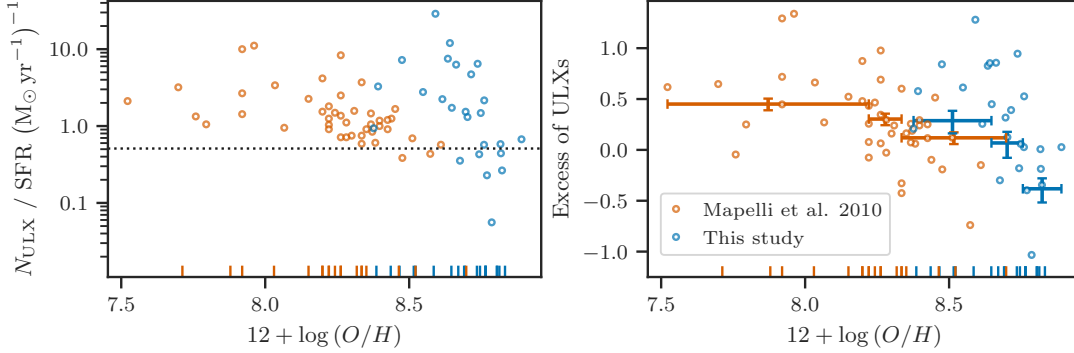 N_ULX / SFR (M⊙ yr⁻¹)⁻¹
10.0
1.0
0.1
7.5
8.0
8.5
12 + log (O/H)
Excess of ULXs
1.0
0.5
0.0
−0.5
−1.0
Mapelli et al. 2010
This study
7.5
8.0
8.5
12 + log (O/H)